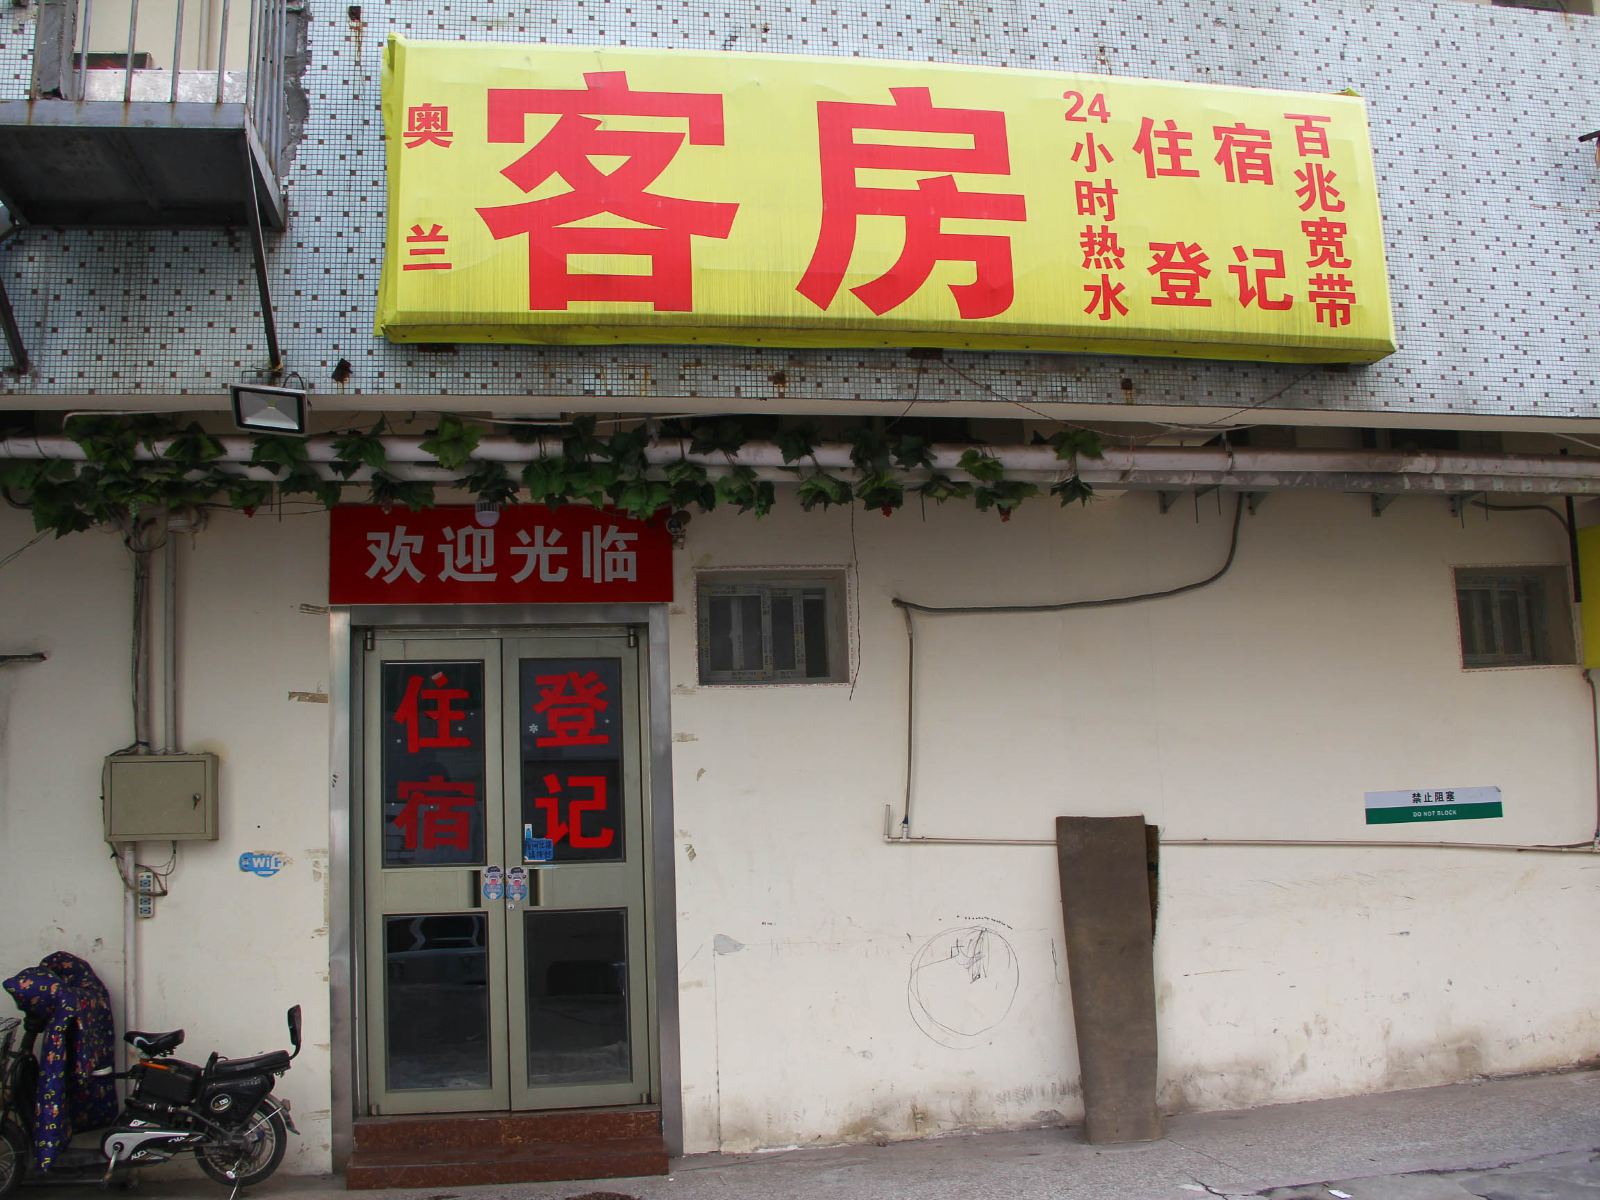 奥兰
客房
24小时热水
住宿
登记
百兆宽带
欢迎光临
住宿
登记
WiFi
禁止阻塞
DO NOT BLOCK